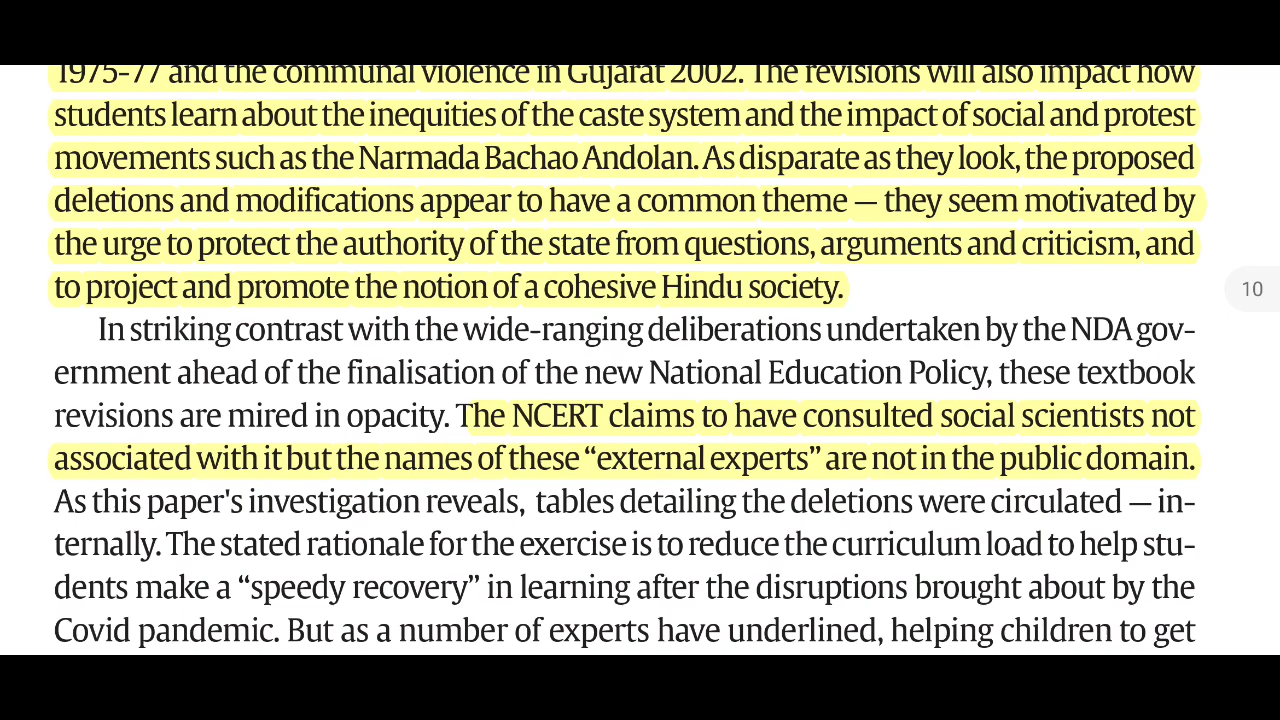 1975-77 and the communal violence in Gujarat 2002. The revisions will also impact how
students learn about the inequities of the caste system and the impact of social and protest
movements such as the Narmada Bachao Andolan. As disparate as they look, the proposed
deletions and modifications appear to have a common theme — they seem motivated by
the urge to protect the authority of the state from questions, arguments and criticism, and
to project and promote the notion of a cohesive Hindu society.
In striking contrast with the wide-ranging deliberations undertaken by the NDA gov-
ernment ahead of the finalisation of the new National Education Policy, these textbook
revisions are mired in opacity. The NCERT claims to have consulted social scientists not
associated with it but the names of these “external experts” are not in the public domain.
As this paper's investigation reveals, tables detailing the deletions were circulated — in-
ternally. The stated rationale for the exercise is to reduce the curriculum load to help stu-
dents make a “speedy recovery” in learning after the disruptions brought about by the
Covid pandemic. But as a number of experts have underlined, helping children to get
10